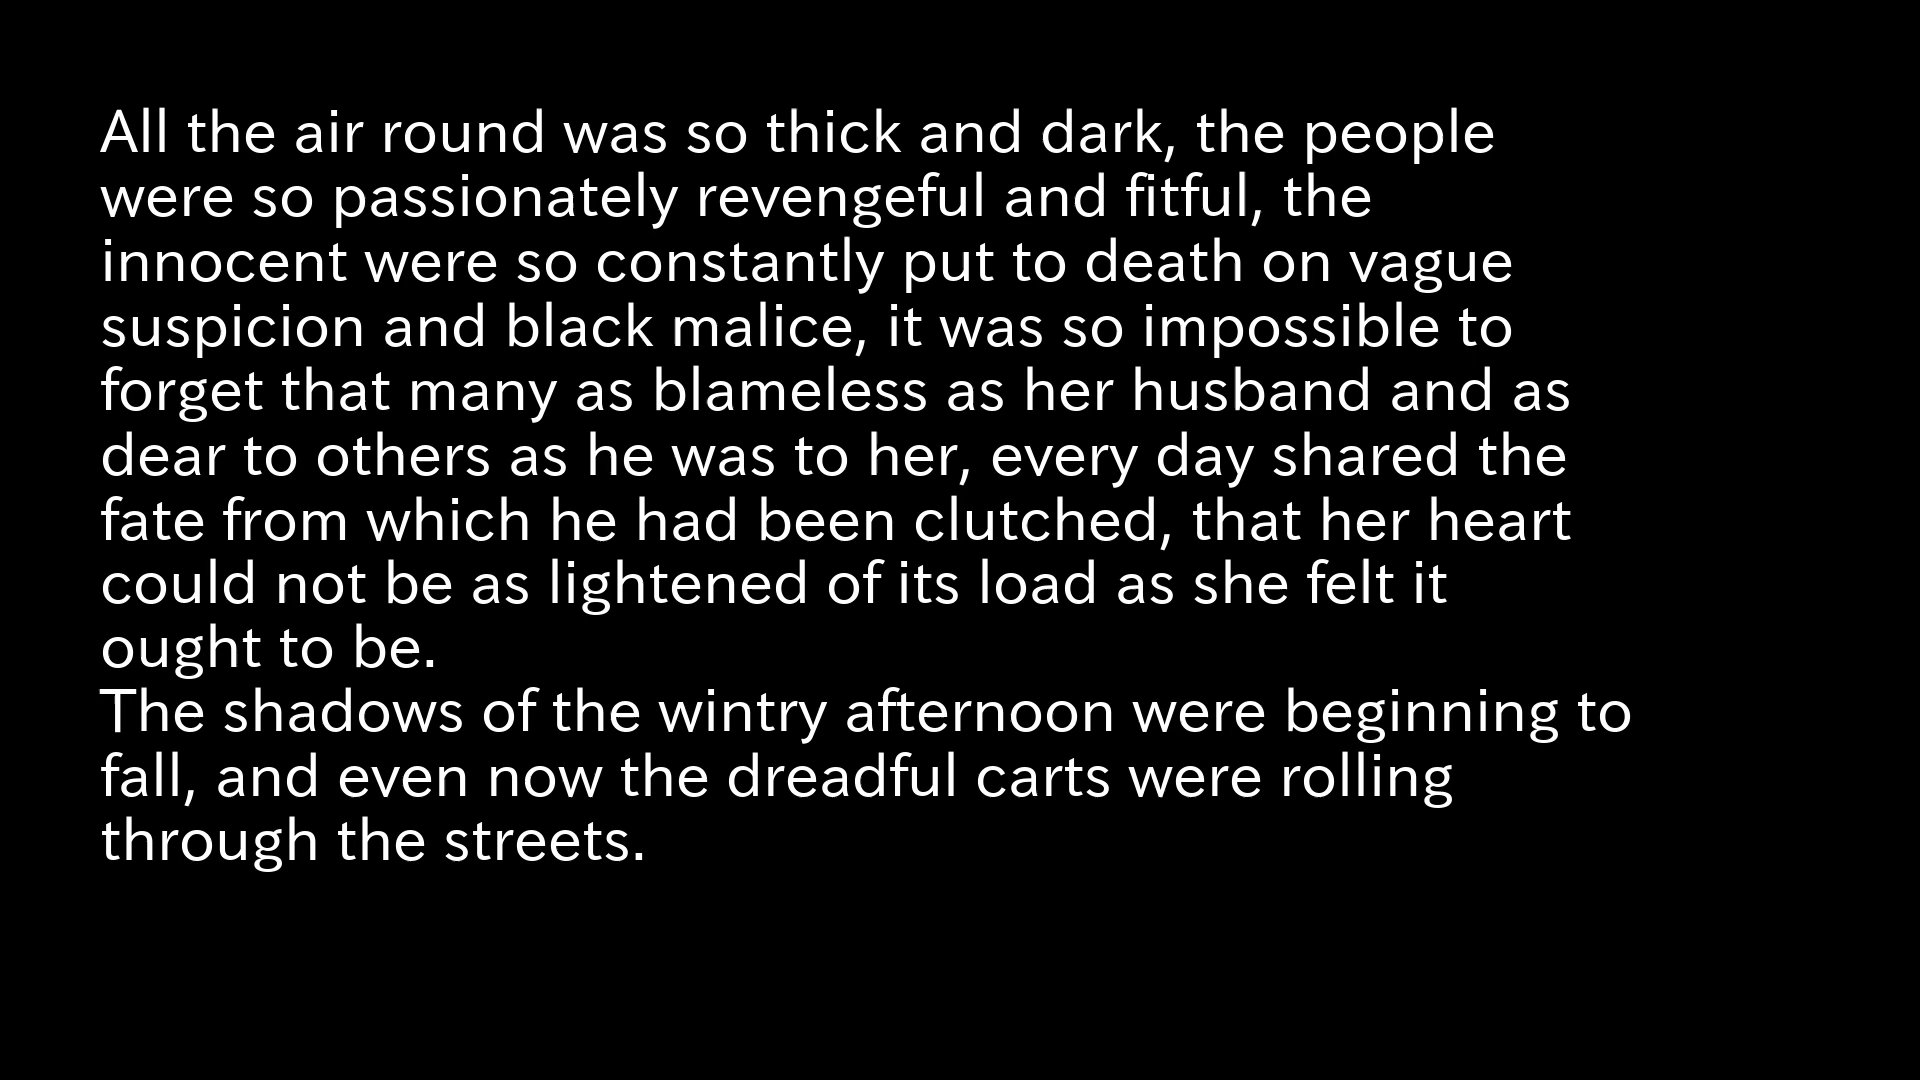 All the air round was so thick and dark, the people
were so passionately revengeful and fitful, the
innocent were so constantly put to death on vague
suspicion and black malice, it was so impossible to
forget that many as blameless as her husband and as
dear to others as he was to her, every day shared the
fate from which he had been clutched, that her heart
could not be as lightened of its load as she felt it
ought to be.
The shadows of the wintry afternoon were beginning to
fall, and even now the dreadful carts were rolling
through the streets.